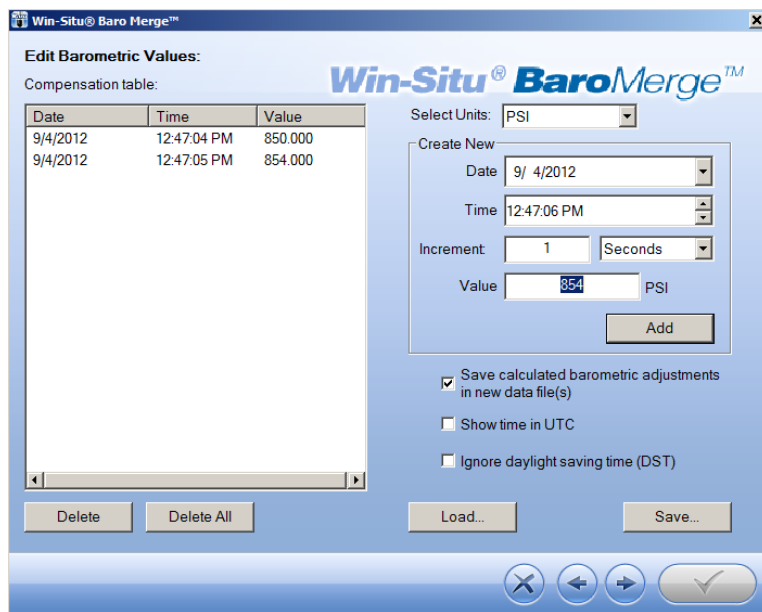 Win-Situ® Baro Merge™
Edit Barometric Values:
Win-Situ® BaroMerge™
Compensation table:
Date Time Value
9/4/2012 12:47:04 PM 850.000
9/4/2012 12:47:05 PM 854.000
Select Units: PSI
Create New
Date 9/ 4/2012
Time 12:47:06 PM
Increment: 1 Seconds
Value 854 PSI
Add
Save calculated barometric adjustments
in new data file(s)
Show time in UTC
Ignore daylight saving time (DST)
Delete Delete All Load... Save...